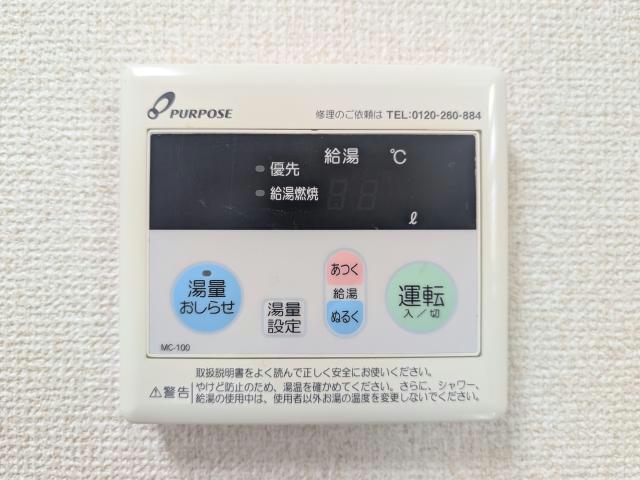 PURPOSE
修理のご依頼は TEL:0120-260-884
給湯 ℃
優先
給湯燃焼
ℓ
湯量
おしらせ
湯量
設定
あつく
給湯
ぬるく
運転
入／切
MC-100
取扱説明書をよく読んで正しく安全にお使いください。
⚠警告 やけど防止のため、湯温を確かめてください。さらに、シャワー、
給湯の使用中は、使用者以外お湯の温度を変更しないでください。